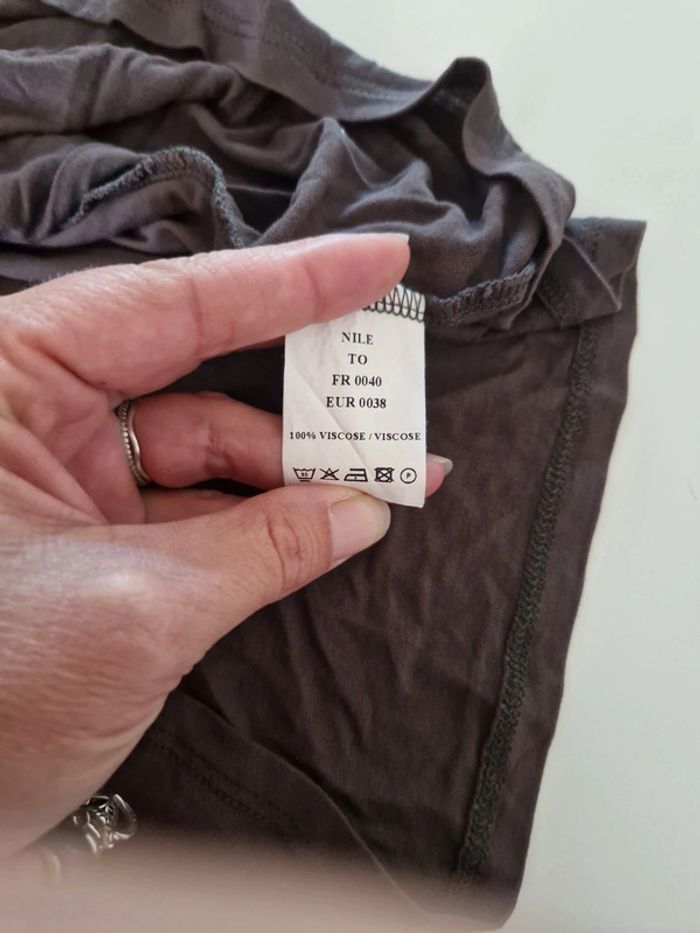 NILE
TO
FR 0040
EUR 0038
100% VISCOSE / VISCOSE
P